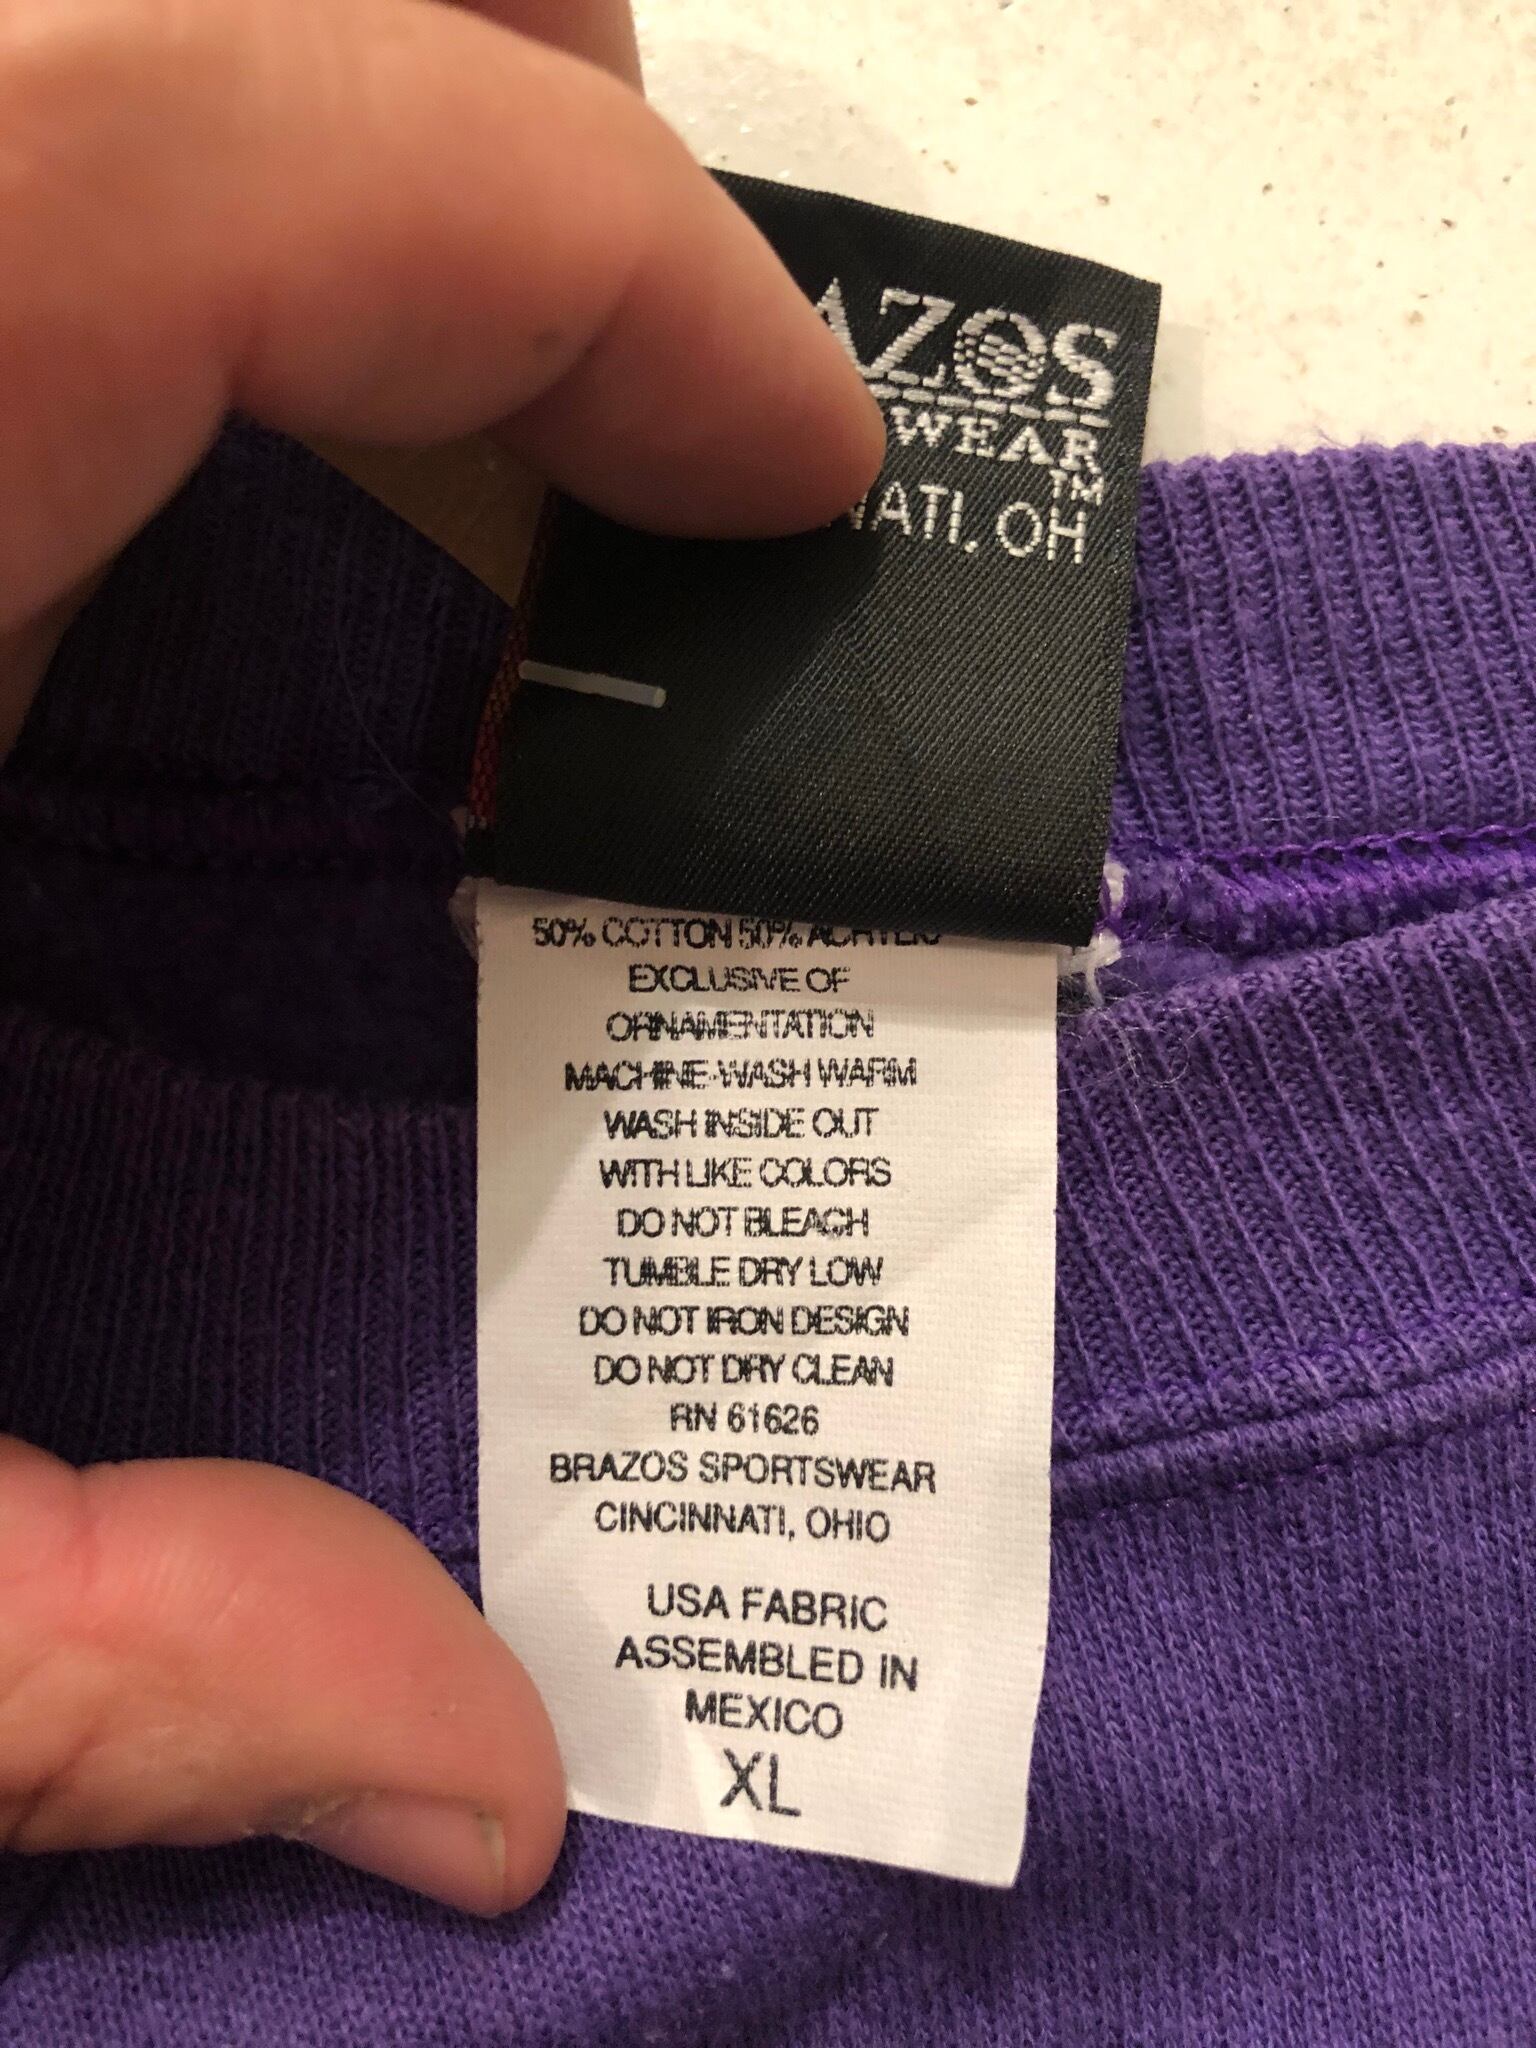 AZOS
WEAR
TM
NATI, OH
50% COTTON 50% ACRYLIC
EXCLUSIVE OF
ORNAMENTATION
MACHINE WASH WARM
WASH INSIDE OUT
WITH LIKE COLORS
DO NOT BLEACH
TUMBLE DRY LOW
DO NOT IRON DESIGN
DO NOT DRY CLEAN
RN 61626
BRAZOS SPORTSWEAR
CINCINNATI, OHIO
USA FABRIC
ASSEMBLED IN
MEXICO
XL